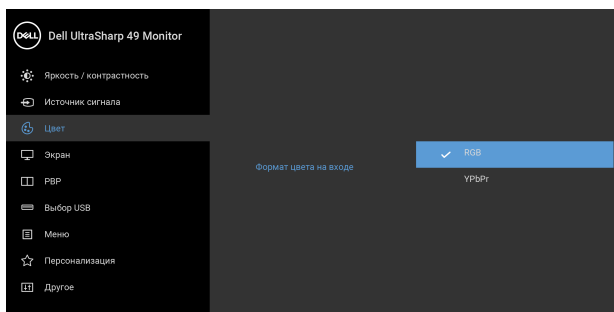 DELL Dell UltraSharp 49 Monitor
Яркость / контрастность
Источник сигнала
Цвет
Экран
PBP
Выбор USB
Меню
Персонализация
Другое
Формат цвета на входе
RGB
YPbPr